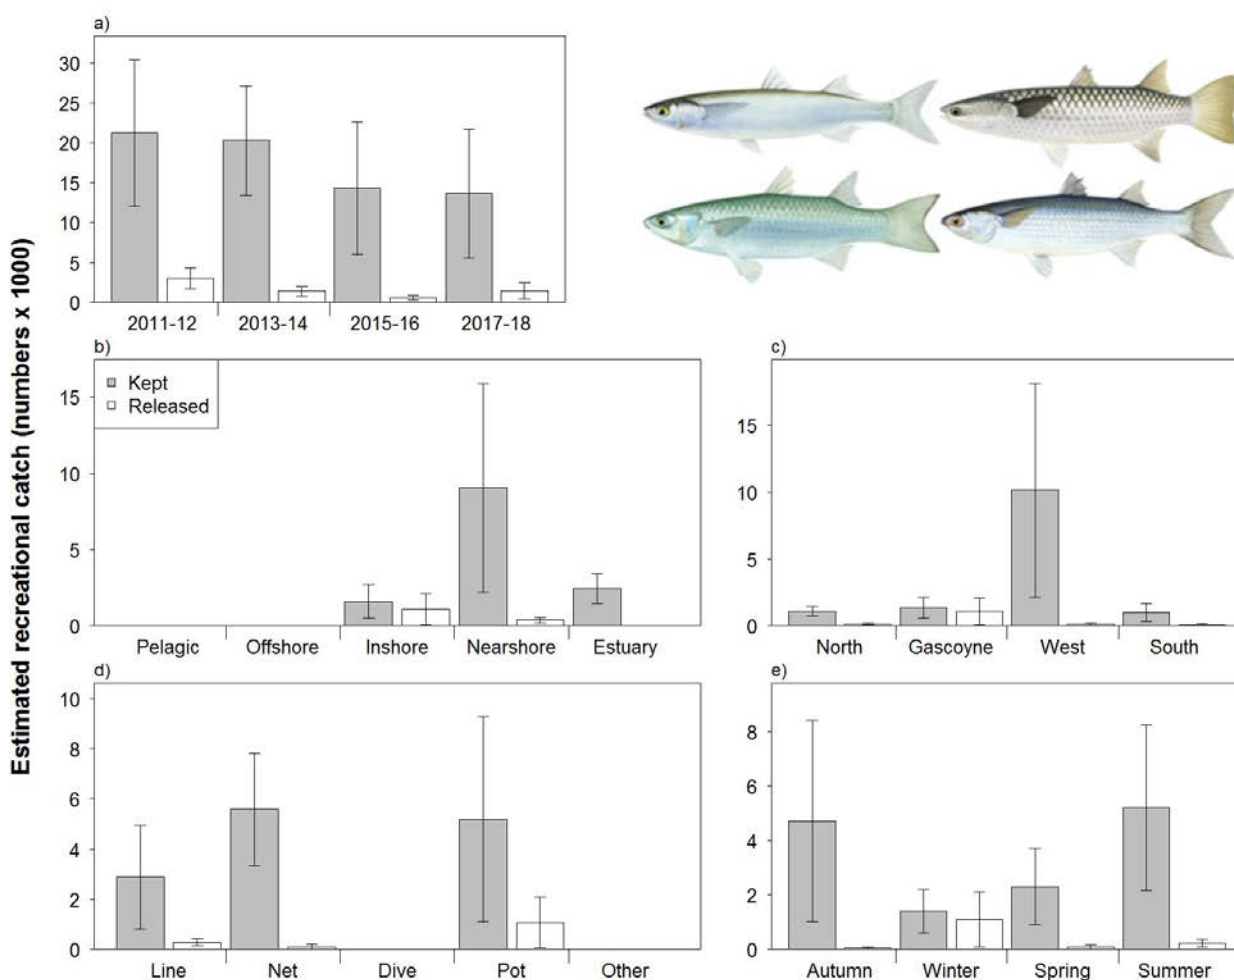 a)
30
25
20
15
10
5
0
2011-12 2013-14 2015-16 2017-18
Estimated recreational catch (numbers x 1000)
b)
Kept
Released
15
10
5
0
Pelagic Offshore Inshore Nearshore Estuary
c)
15
10
5
0
North Gascoyne West South
d)
10
8
6
4
2
0
Line Net Dive Pot Other
e)
8
6
4
2
0
Autumn Winter Spring Summer